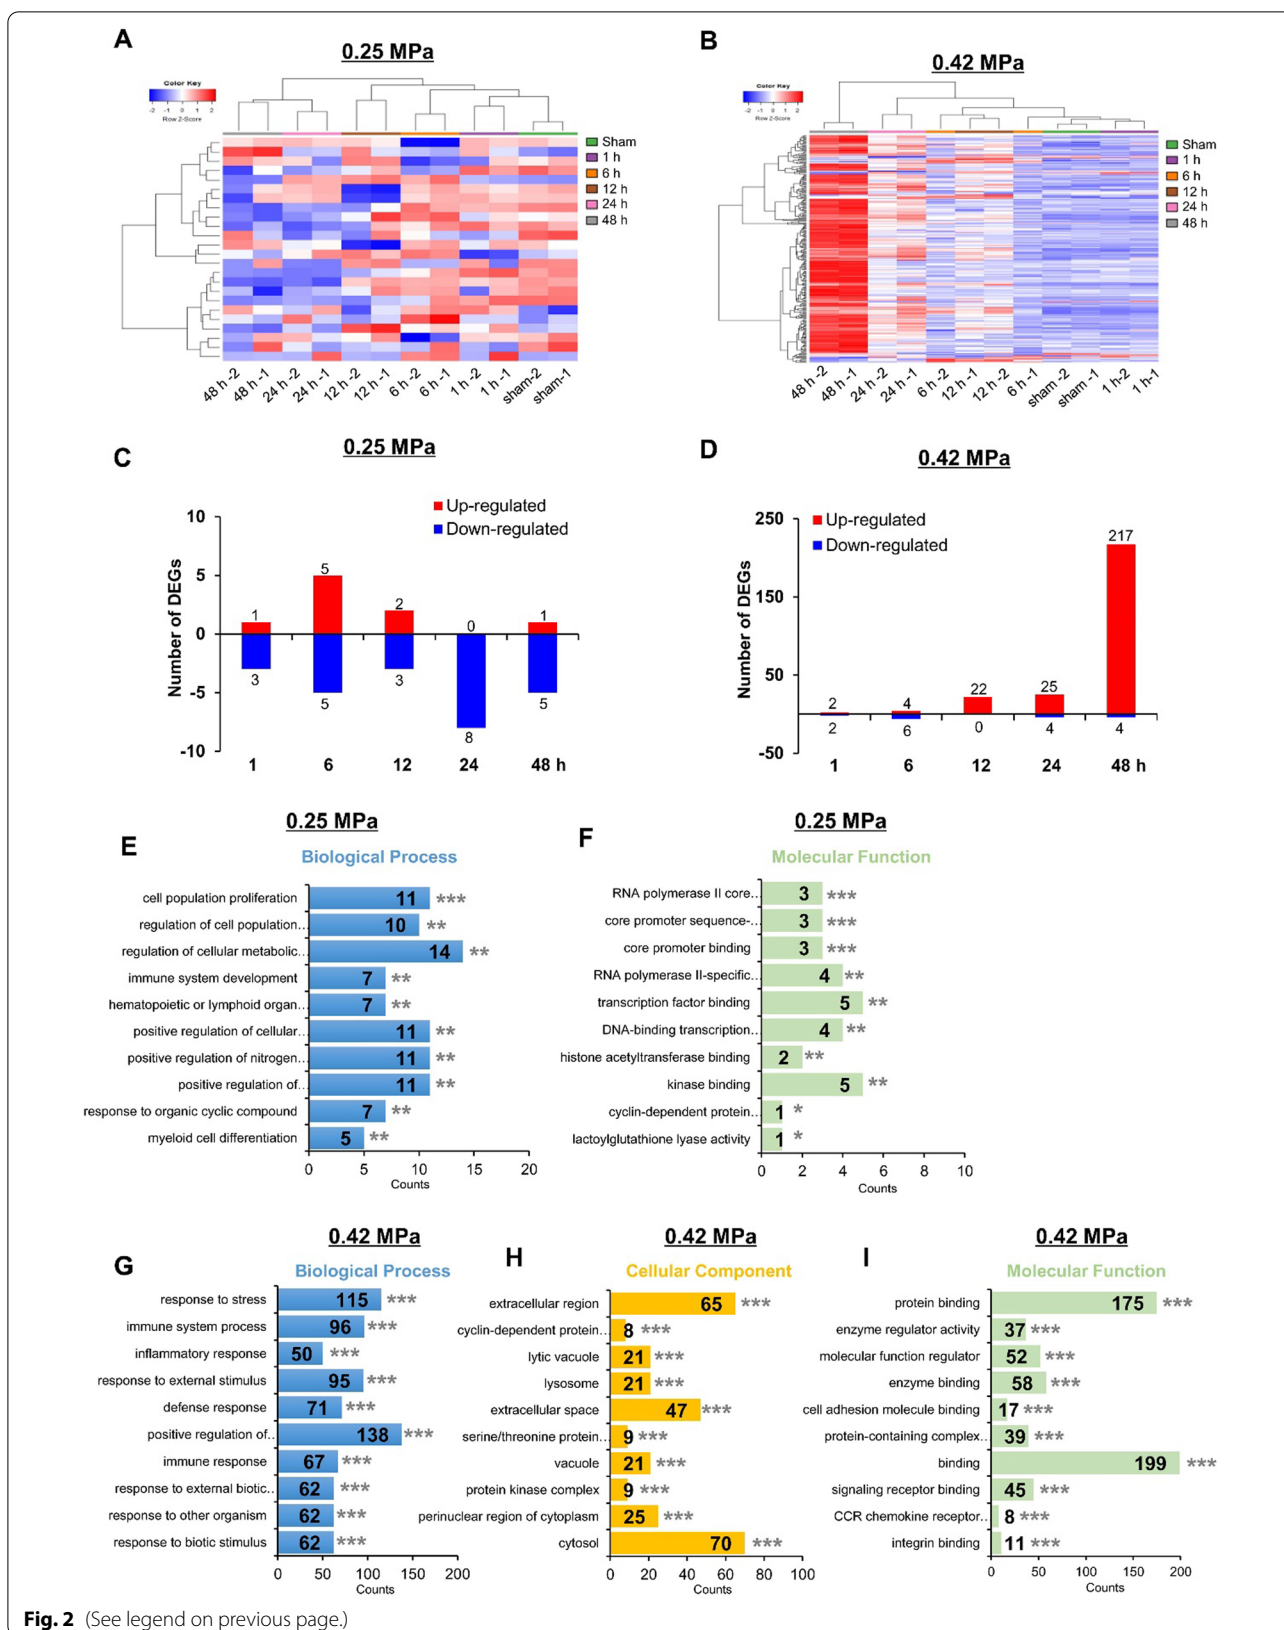 A
0.25 MPa
Color Key
-2 -1 0 1 2
Row Z-Score
Sham
1 h
6 h
12 h
24 h
48 h
48 h -2
48 h -1
24 h -2
24 h -1
12 h -2
12 h -1
6 h -2
6 h -1
1 h -2
1 h -1
sham-2
sham-1
B
0.42 MPa
Color Key
-2 -1 0 1 2
Row Z-Score
Sham
1 h
6 h
12 h
24 h
48 h
48 h -2
48 h -1
24 h -2
24 h -1
6 h -2
12 h -1
12 h -2
6 h -1
sham -2
sham -1
1 h -2
1 h -1
C
0.25 MPa
Up-regulated
Down-regulated
Number of DEGs
10
5
0
-5
-10
1 5 2 0 1
3 5 3 8 5
1 6 12 24 48 h
D
0.42 MPa
Up-regulated
Down-regulated
Number of DEGs
250
150
50
-50
2 4 22 25 217
2 6 0 4 4
1 6 12 24 48 h
E
0.25 MPa
Biological Process
cell population proliferation 11 ***
regulation of cell population... 10 **
regulation of cellular metabolic... 14 **
immune system development 7 **
hematopoietic or lymphoid organ... 7 **
positive regulation of cellular... 11 **
positive regulation of nitrogen... 11 **
positive regulation of... 11 **
response to organic cyclic compound 7 **
myeloid cell differentiation 5 **
0 5 10 15 20
Counts
F
0.25 MPa
Molecular Function
RNA polymerase II core... 3 ***
core promoter sequence-... 3 ***
core promoter binding 3 ***
RNA polymerase II-specific... 4 **
transcription factor binding 5 **
DNA-binding transcription... 4 **
histone acetyltransferase binding 2 **
kinase binding 5 **
cyclin-dependent protein... 1 *
lactoylglutathione lyase activity 1 *
0 2 4 6 8 10
Counts
G
0.42 MPa
Biological Process
response to stress 115 ***
immune system process 96 ***
inflammatory response 50 ***
response to external stimulus 95 ***
defense response 71 ***
positive regulation of.. 138 ***
immune response 67 ***
response to external biotic.. 62 ***
response to other organism 62 ***
response to biotic stimulus 62 ***
0 50 100 150 200
Counts
H
0.42 MPa
Cellular Component
extracellular region 65 ***
cyclin-dependent protein... 8 ***
lytic vacuole 21 ***
lysosome 21 ***
extracellular space 47 ***
serine/threonine protein... 9 ***
vacuole 21 ***
protein kinase complex 9 ***
perinuclear region of cytoplasm 25 ***
cytosol 70 ***
0 20 40 60 80 100
Counts
I
0.42 MPa
Molecular Function
protein binding 175 ***
enzyme regulator activity 37 ***
molecular function regulator 52 ***
enzyme binding 58 ***
cell adhesion molecule binding 17 ***
protein-containing complex.. 39 ***
binding 199 ***
signaling receptor binding 45 ***
CCR chemokine receptor.. 8 ***
integrin binding 11 ***
0 50 100 150 200
Counts
Fig. 2 (See legend on previous page.)